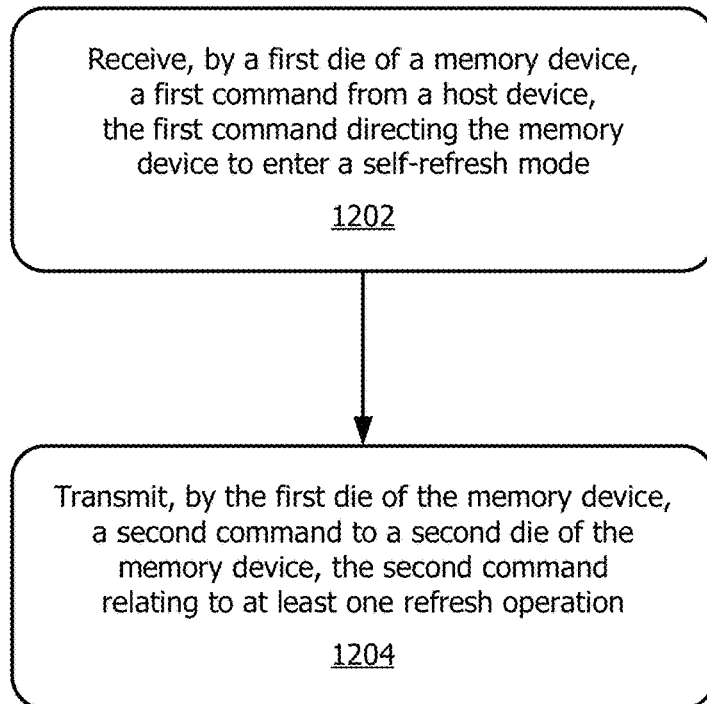 Receive, by a first die of a memory device,
a first command from a host device,
the first command directing the memory
device to enter a self-refresh mode
1202
Transmit, by the first die of the memory device,
a second command to a second die of the
memory device, the second command
relating to at least one refresh operation
1204